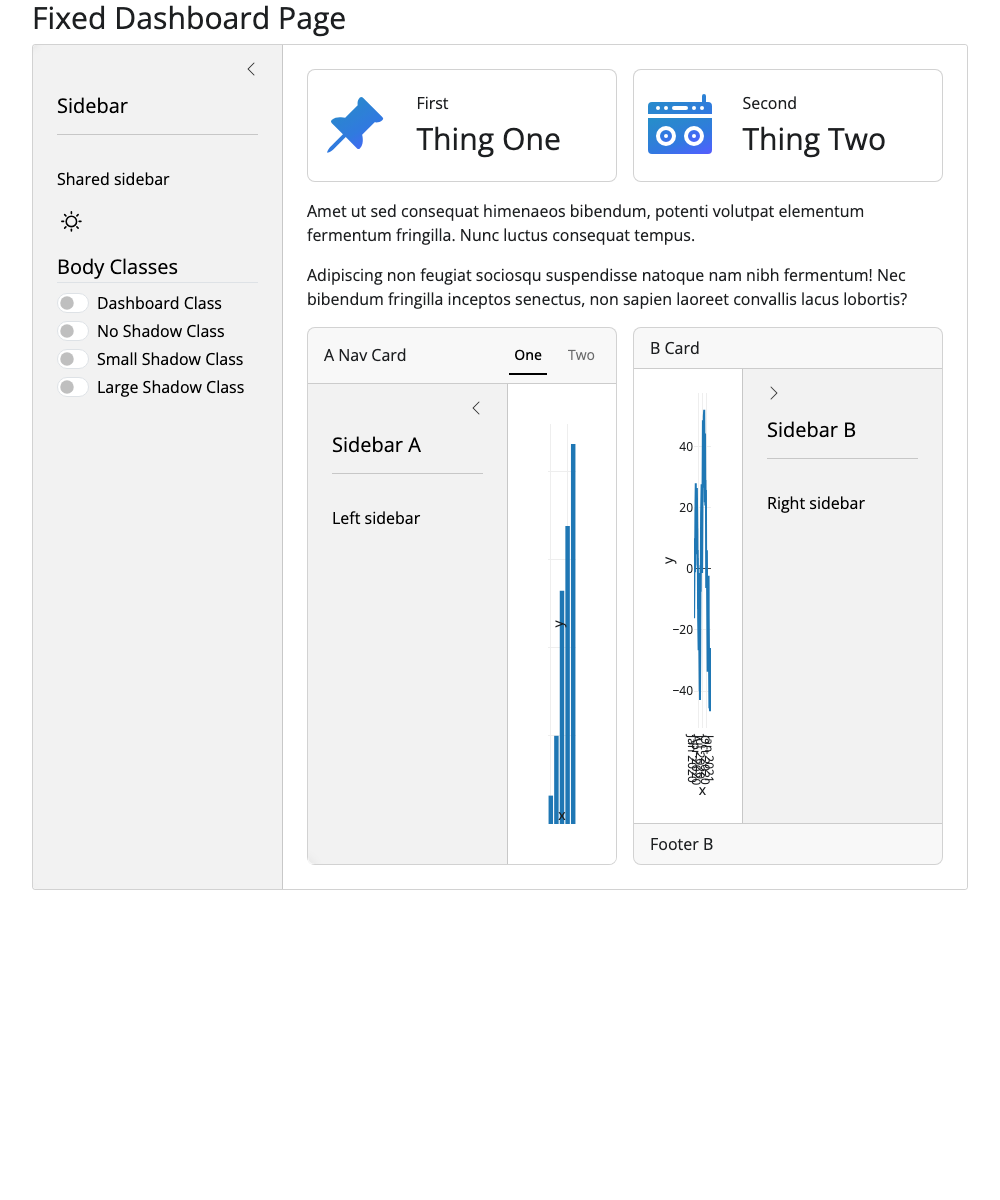 Fixed Dashboard Page
Sidebar
Shared sidebar
Body Classes
Dashboard Class
No Shadow Class
Small Shadow Class
Large Shadow Class
First
Thing One
Second
Thing Two
Amet ut sed consequat himenaeos bibendum, potenti volutpat elementum
fermentum fringilla. Nunc luctus consequat tempus.
Adipiscing non feugiat sociosqu suspendisse natoque nam nibh fermentum! Nec
bibendum fringilla inceptos senectus, non sapien laoreet convallis lacus lobortis?
A Nav Card
One
Two
Sidebar A
Left sidebar
y
x
B Card
40
20
0
−20
−40
y
Jan 2020
Jan 2021
x
Sidebar B
Right sidebar
Footer B